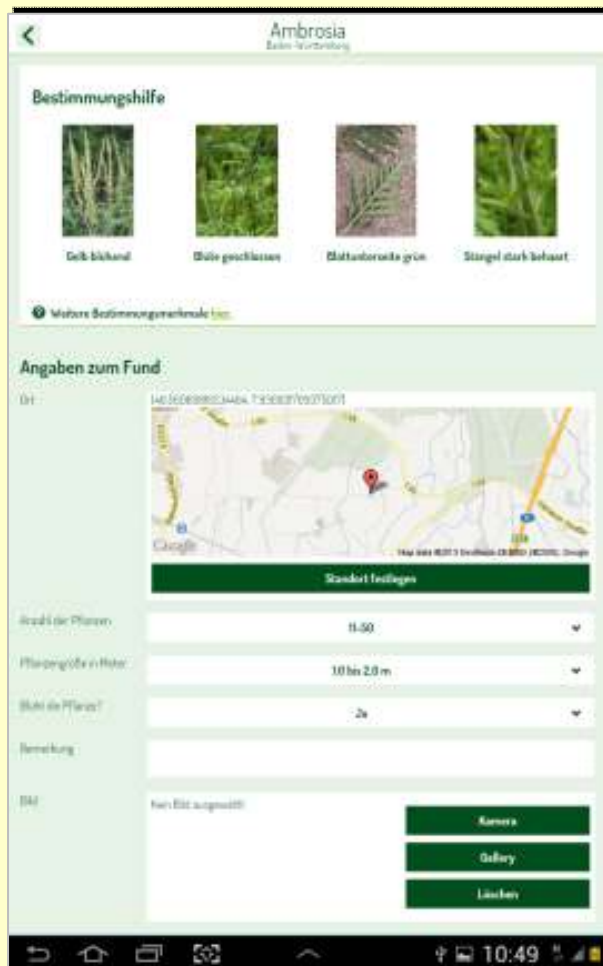 Ambrosia
Baden-Württemberg
Bestimmungshilfe
Gelb blühend
Blüte geschlossen
Blattunterseite grün
Stängel stark behaart
Weitere Bestimmungsmerkmale hier.
Angaben zum Fund
Ort
Google
Standort festlegen
Anzahl der Pflanzen
11-50
Pflanzengröße in Meter
1.0 bis 2.0 m
Blüht die Pflanze?
Ja
Bemerkung
Bild
Kein Bild ausgewählt!
Kamera
Gallery
Löschen
10:49